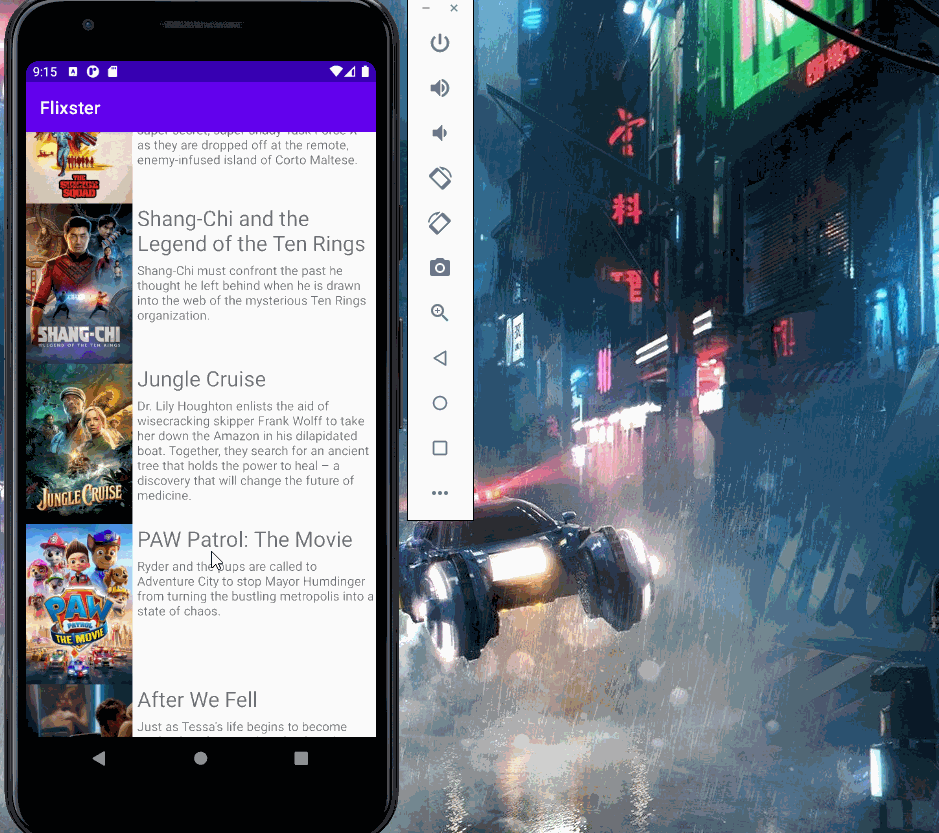 9:15
Flixster
super secret, super shady Task Force X
as they are dropped off at the remote,
enemy-infused island of Corto Maltese.
THE
SUICIDE
SQUAD
Shang-Chi and the
Legend of the Ten Rings
Shang-Chi must confront the past he
thought he left behind when he is drawn
into the web of the mysterious Ten Rings
organization.
SHANG-CHI
Jungle Cruise
Dr. Lily Houghton enlists the aid of
wisecracking skipper Frank Wolff to take
her down the Amazon in his dilapidated
boat. Together, they search for an ancient
tree that holds the power to heal – a
discovery that will change the future of
medicine.
JUNGLE CRUISE
PAW Patrol: The Movie
Ryder and the pups are called to
Adventure City to stop Mayor Humdinger
from turning the bustling metropolis into a
state of chaos.
PAW
PATROL
THE MOVIE
After We Fell
Just as Tessa's life begins to become
料